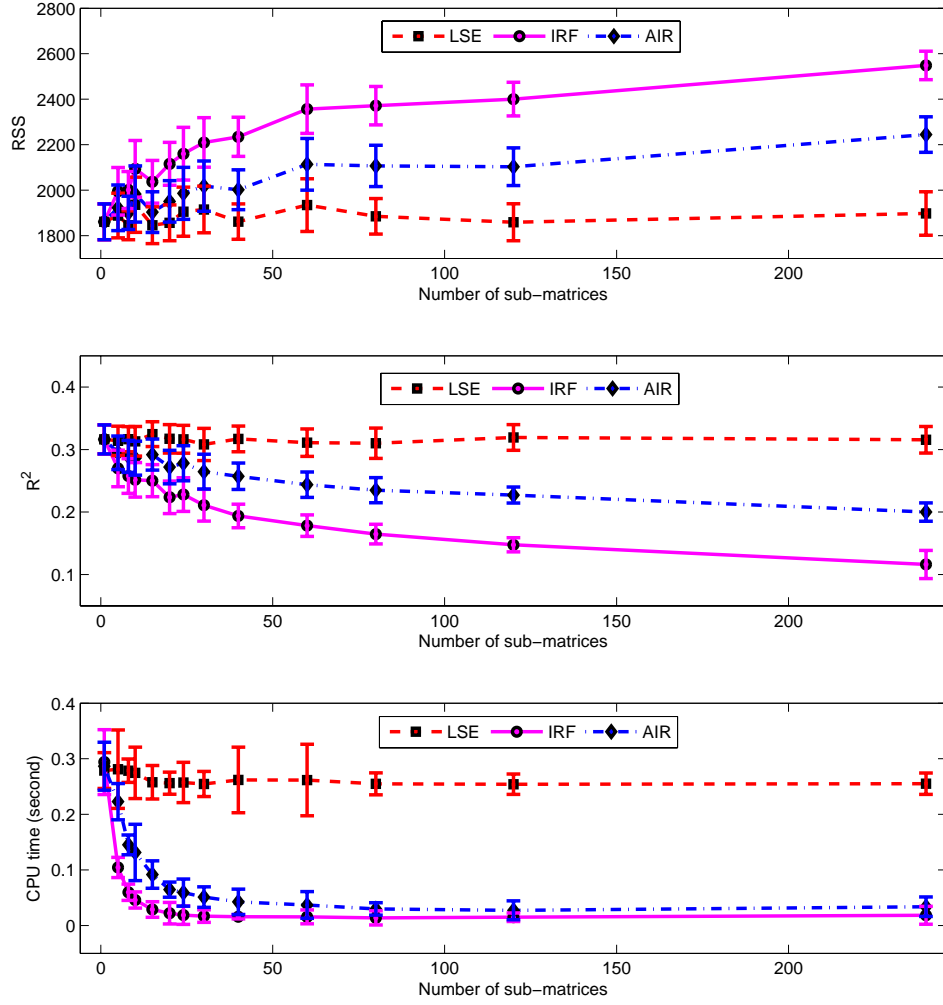 2800
2600
2400
2200
2000
1800
RSS
LSE IRF AIR
0 50 100 150 200
Number of sub-matrices
0.4
0.3
0.2
0.1
R²
LSE IRF AIR
0 50 100 150 200
Number of sub-matrices
0.4
0.3
0.2
0.1
0
CPU time (second)
LSE IRF AIR
0 50 100 150 200
Number of sub-matrices